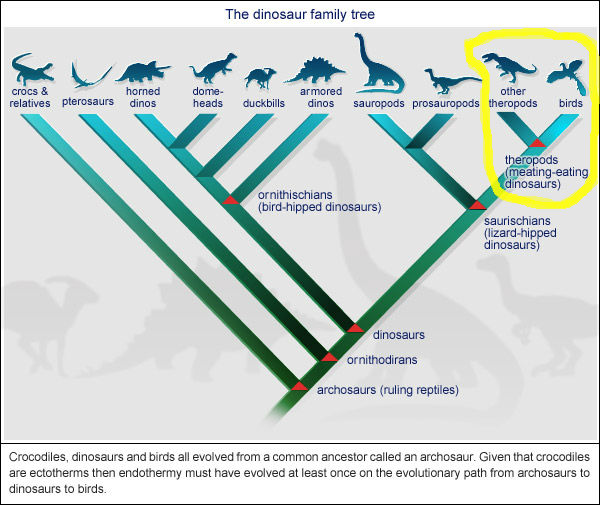 The dinosaur family tree
crocs &
relatives
pterosaurs
horned
dinos
dome-
heads
duckbills
armored
dinos
sauropods
prosauropods
other
theropods
birds
theropods
(meating-eating
dinosaurs)
ornithischians
(bird-hipped dinosaurs)
saurischians
(lizard-hipped
dinosaurs)
dinosaurs
ornithodirans
archosaurs (ruling reptiles)
Crocodiles, dinosaurs and birds all evolved from a common ancestor called an archosaur. Given that crocodiles
are ectotherms then endothermy must have evolved at least once on the evolutionary path from archosaurs to
dinosaurs to birds.